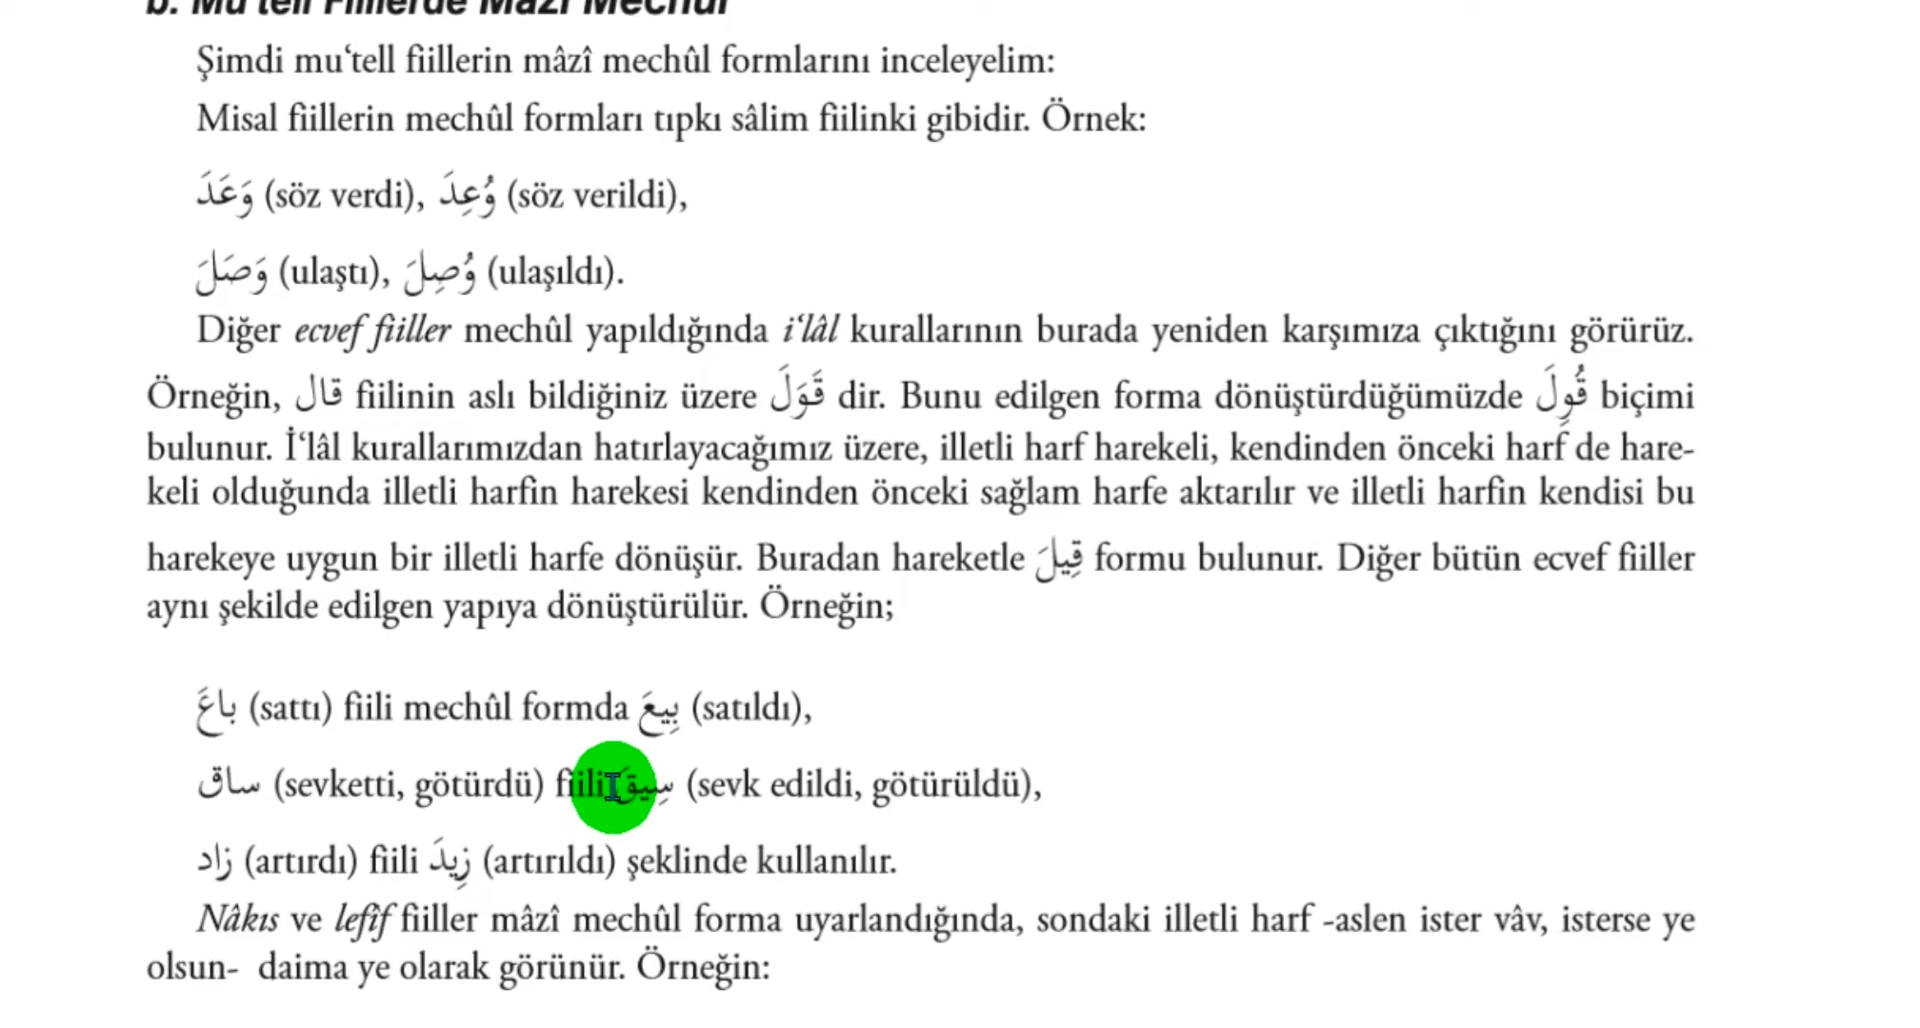 b. Mu'tell Fiillerde Mâzî Mechûl
Şimdi mu‘tell fiillerin mâzî mechûl formlarını inceleyelim:
Misal fiillerin mechûl formları tıpkı sâlim fiilinki gibidir. Örnek:
وَعَدَ (söz verdi), وُعِدَ (söz verildi),
وَصَلَ (ulaştı), وُصِلَ (ulaşıldı).
Diğer ecvef fiiller mechûl yapıldığında i‘lâl kurallarının burada yeniden karşımıza çıktığını görürüz.
Örneğin, قال fiilinin aslı bildiğiniz üzere قَوَلَ dir. Bunu edilgen forma dönüştürdüğümüzde قُوِلَ biçimi
bulunur. İ‘lâl kurallarımızdan hatırlayacağımız üzere, illetli harf harekeli, kendinden önceki harf de hare-
keli olduğunda illetli harfin harekesi kendinden önceki sağlam harfe aktarılır ve illetli harfin kendisi bu
harekeye uygun bir illetli harfe dönüşür. Buradan hareketle قِيلَ formu bulunur. Diğer bütün ecvef fiiller
aynı şekilde edilgen yapıya dönüştürülür. Örneğin;
باعَ (sattı) fiili mechûl formda بِيعَ (satıldı),
ساق (sevketti, götürdü) fiili سِيقَ (sevk edildi, götürüldü),
زاد (artırdı) fiili زِيدَ (artırıldı) şeklinde kullanılır.
Nâkıs ve lefîf fiiller mâzî mechûl forma uyarlandığında, sondaki illetli harf -aslen ister vâv, isterse ye
olsun- daima ye olarak görünür. Örneğin: